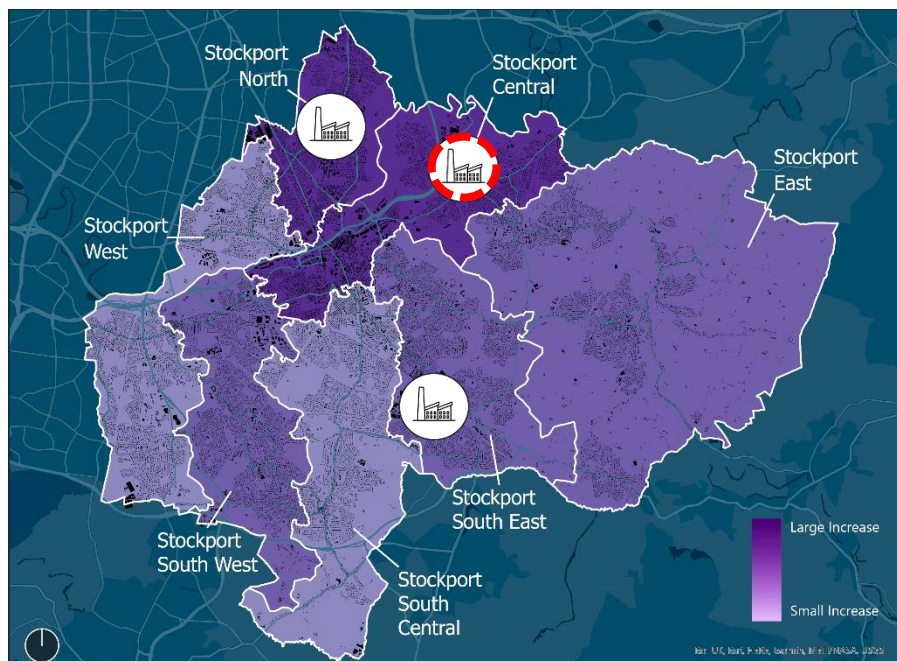 Stockport
North
Stockport
Central
Stockport
East
Stockport
West
Stockport
South East
Stockport
South West
Stockport
South
Central
Large Increase
Small Increase